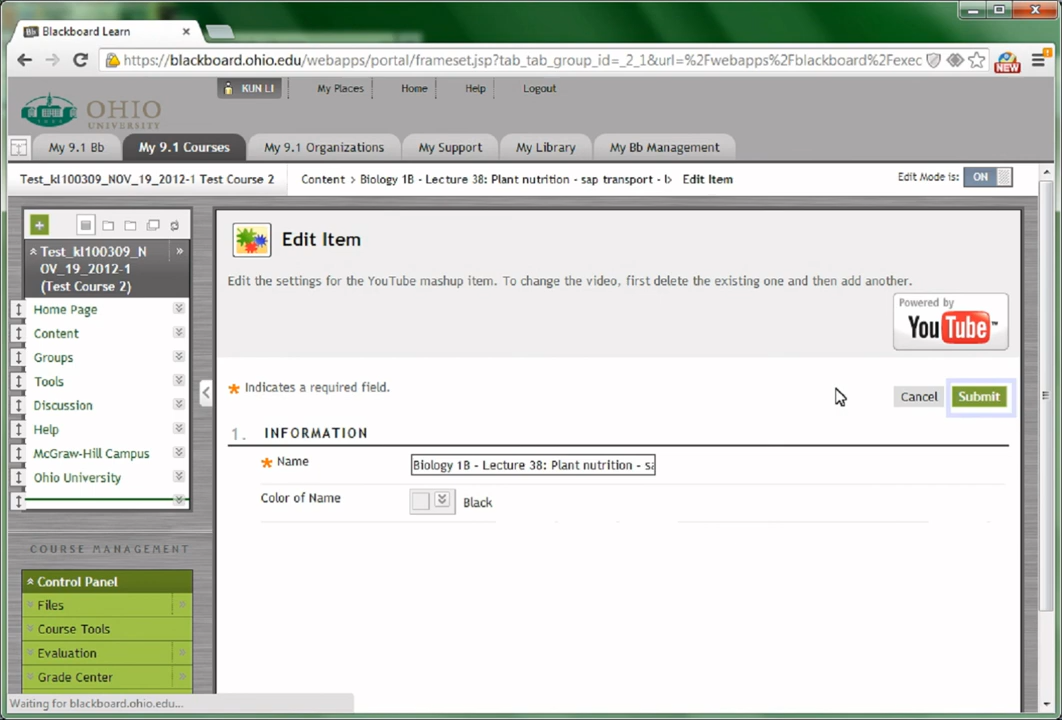 Blackboard Learn
https://blackboard.ohio.edu/webapps/portal/frameset.jsp?tab_tab_group_id=_2_1&url=%2Fwebapps%2Fblackboard%2Fexec
NEW
KUN LI
My Places
Home
Help
Logout
OHIO
UNIVERSITY
My 9.1 Bb
My 9.1 Courses
My 9.1 Organizations
My Support
My Library
My Bb Management
Test_kl100309_NOV_19_2012-1 Test Course 2
Content > Biology 1B - Lecture 38: Plant nutrition - sap transport - b Edit Item
Edit Mode is: ON
Test_kl100309_N
OV_19_2012-1
(Test Course 2)
Home Page
Content
Groups
Tools
Discussion
Help
McGraw-Hill Campus
Ohio University
COURSE MANAGEMENT
Control Panel
Files
Course Tools
Evaluation
Grade Center
Edit Item
Edit the settings for the YouTube mashup item. To change the video, first delete the existing one and then add another.
Powered by
YouTube™
Indicates a required field.
Cancel
Submit
1. INFORMATION
Name
Biology 1B - Lecture 38: Plant nutrition - sa
Color of Name
Black
Waiting for blackboard.ohio.edu...